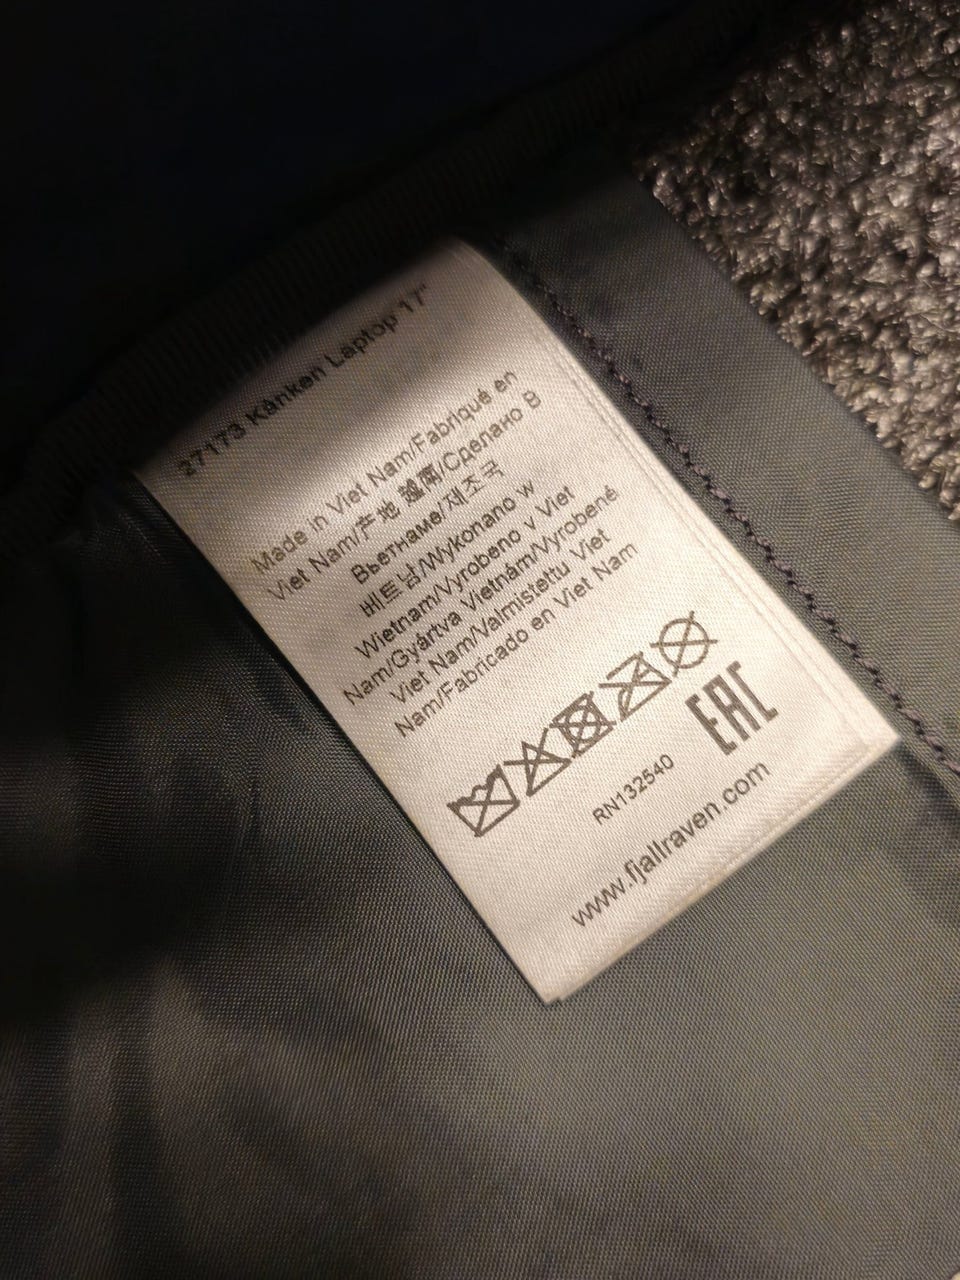 27173 Kånken Laptop 17"
Made in Viet Nam/Fabriqué en
Viet Nam/产地 越南/Сделано В
Вьетнаме/제조국
베트남/Wykonano w
Wietnam/Vyrobeno v Viet
Nam/Gyártva Vietnám/Vyrobené
Viet Nam/Valmistettu Viet
Nam/Fabricado en Viet Nam
EAC
RN132540
www.fjallraven.com